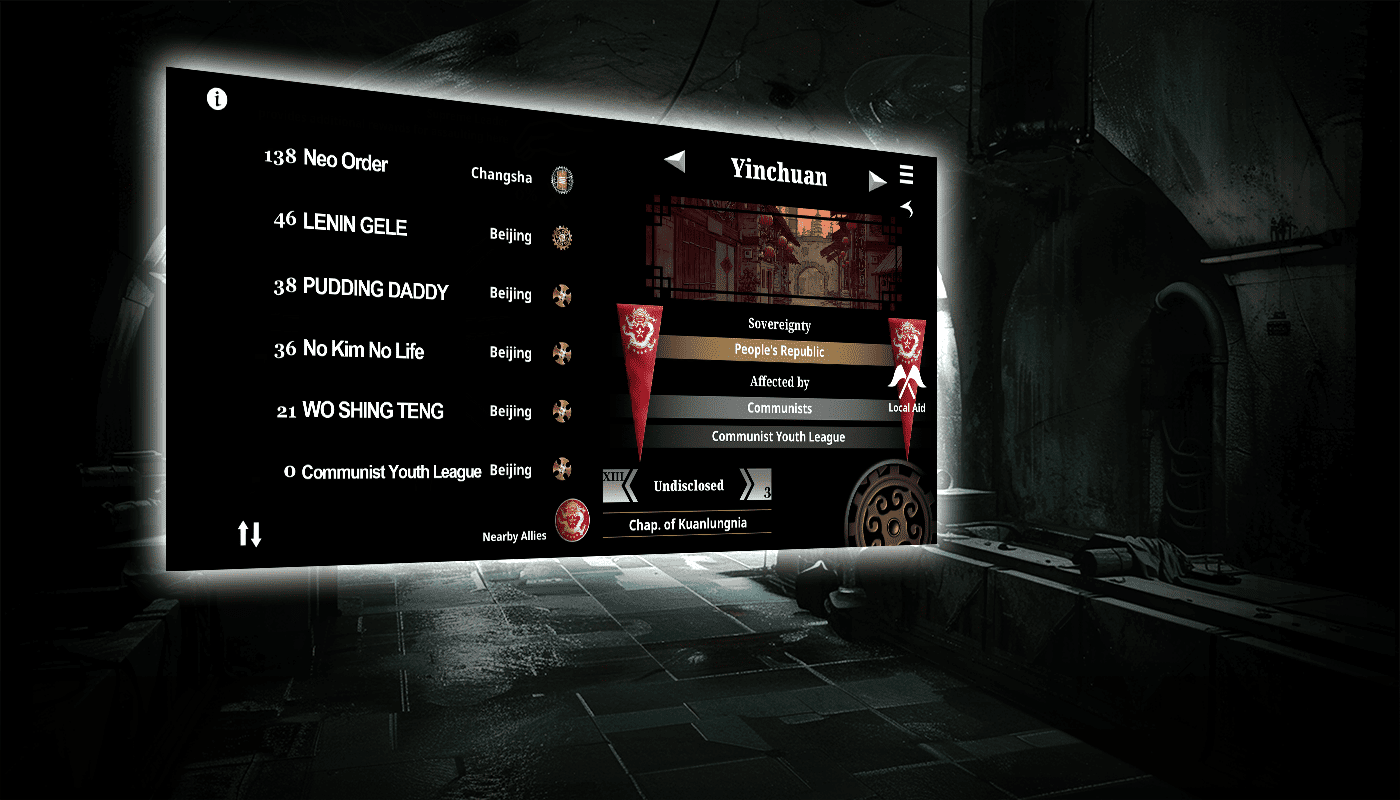 138 Neo Order Changsha
46 LENIN GELE Beijing
38 PUDDING DADDY Beijing
36 No Kim No Life Beijing
21 WO SHING TENG Beijing
0 Communist Youth League Beijing
Nearby Allies
Yinchuan
Sovereignty
People's Republic
Affected by
Communists
Local Aid
Communist Youth League
XIII Undisclosed 3
Chap. of Kuanlungnia